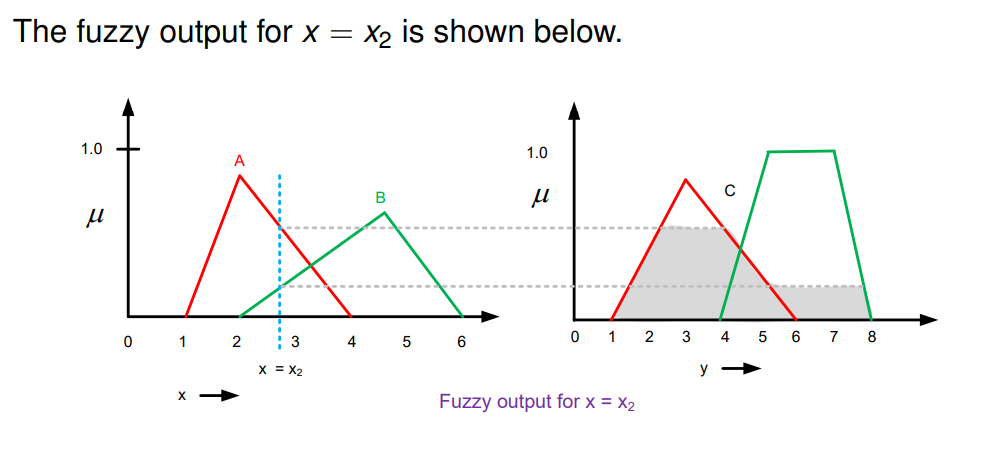 The fuzzy output for x = x₂ is shown below.
1.0
A
B
μ
0 1 2 3 4 5 6
x = x₂
x
1.0
C
μ
0 1 2 3 4 5 6 7 8
y
Fuzzy output for x = x₂